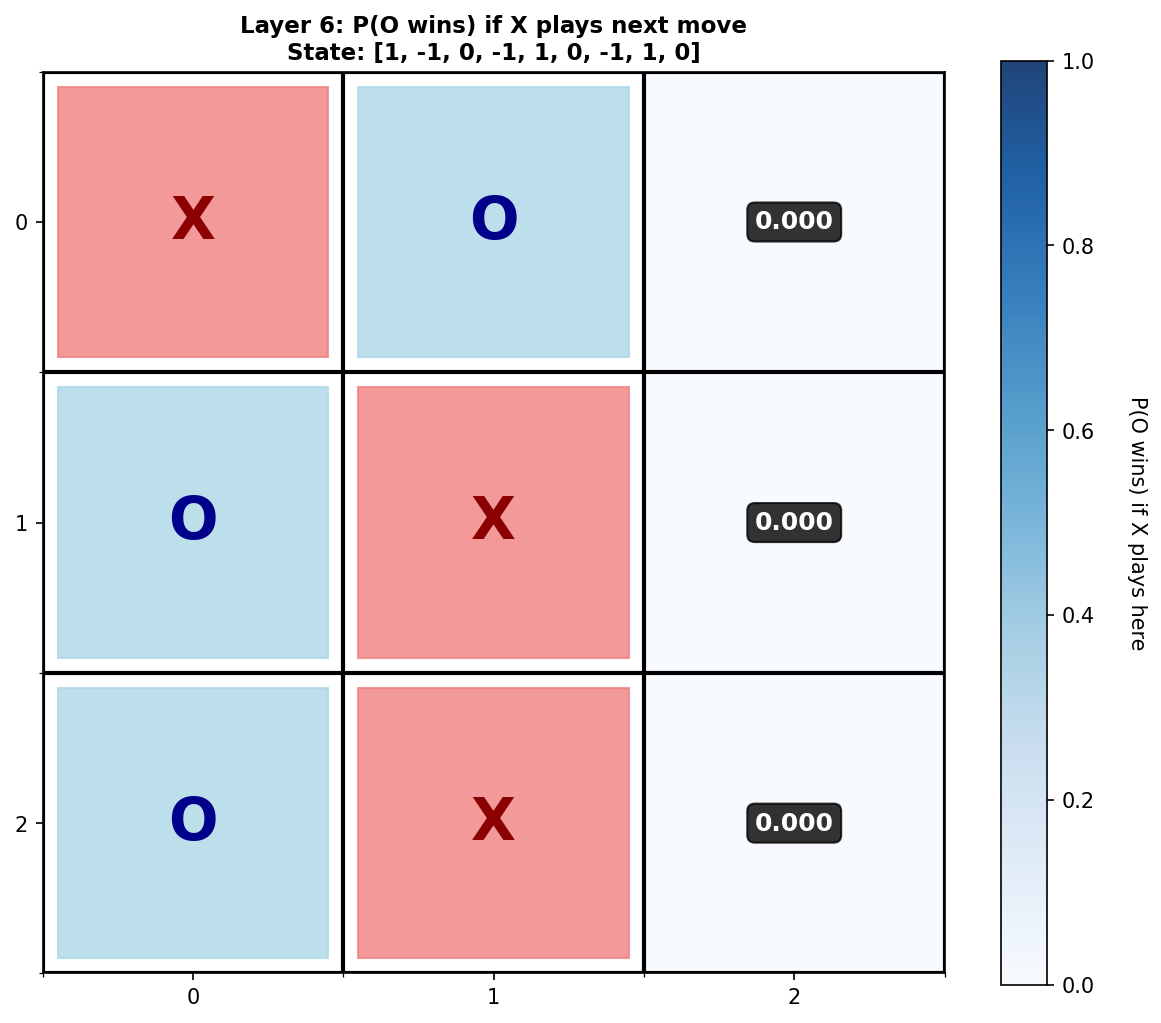 Layer 6: P(O wins) if X plays next move
State: [1, -1, 0, -1, 1, 0, -1, 1, 0]
0
X
O
0.000
1
O
X
0.000
2
O
X
0.000
0
1
2
1.0
0.8
0.6
0.4
0.2
0.0
P(O wins) if X plays here